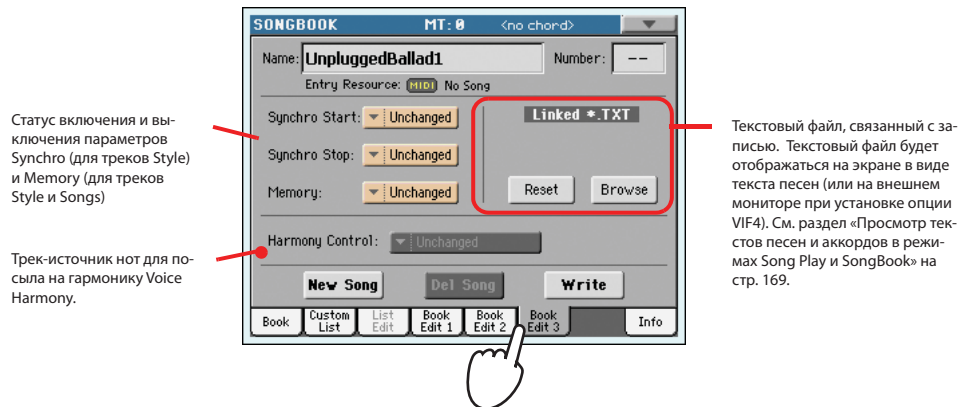 SONGBOOK MT: 0 <no chord>
Name: UnpluggedBallad1 Number: --
Entry Resource: MIDI No Song
Synchro Start: Unchanged
Synchro Stop: Unchanged
Memory: Unchanged
Linked *.TXT
Reset Browse
Harmony Control: Unchanged
New Song Del Song Write
Book Custom List List Edit Book Edit 1 Book Edit 2 Book Edit 3 Info
Статус включения и вы-
ключения параметров
Synchro (для треков Style)
и Memory (для треков
Style и Songs)
Трек-источник нот для по-
сыла на гармонику Voice
Harmony.
Текстовый файл, связанный с за-
писью. Текстовый файл будет
отображаться на экране в виде
текста песен (или на внешнем
мониторе при установке опции
VIF4). См. раздел «Просмотр тек-
стов песен и аккордов в режи-
мах Song Play и SongBook» на
стр. 169.